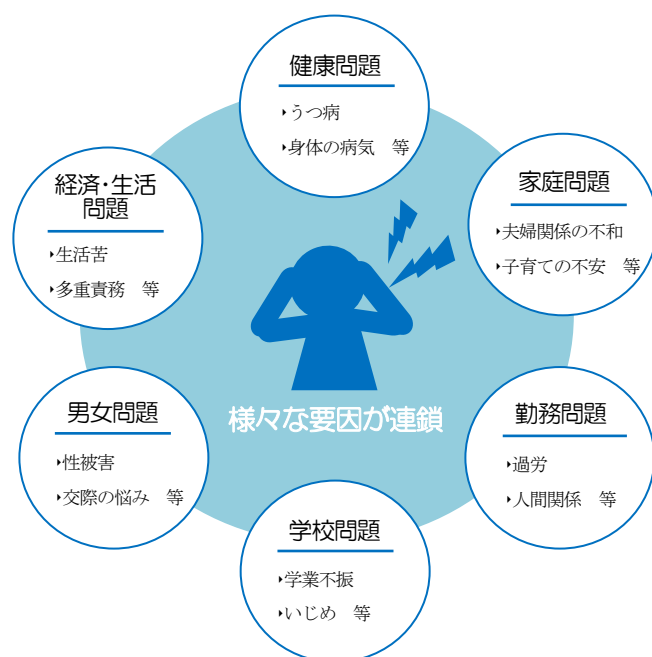 健康問題
・うつ病
・身体の病気　等
家庭問題
・夫婦関係の不和
・子育ての不安　等
勤務問題
・過労
・人間関係　等
学校問題
・学業不振
・いじめ　等
男女問題
・性被害
・交際の悩み　等
経済・生活
問題
・生活苦
・多重責務　等
様々な要因が連鎖